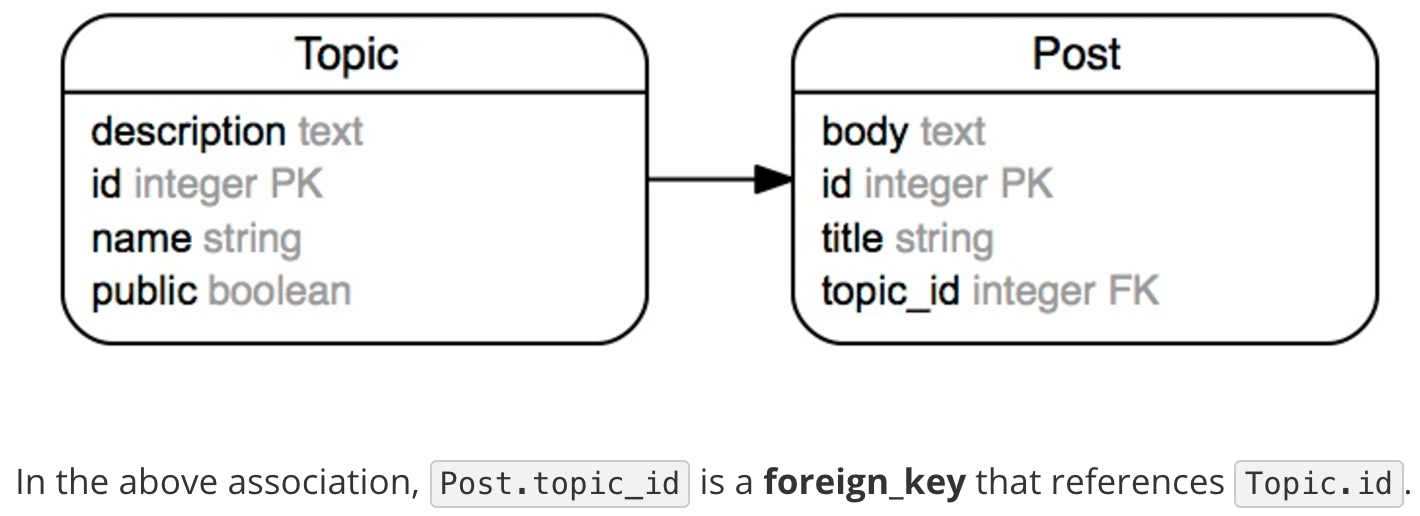 Topic
description text
id integer PK
name string
public boolean
Post
body text
id integer PK
title string
topic_id integer FK
In the above association, Post.topic_id is a foreign_key that references Topic.id.